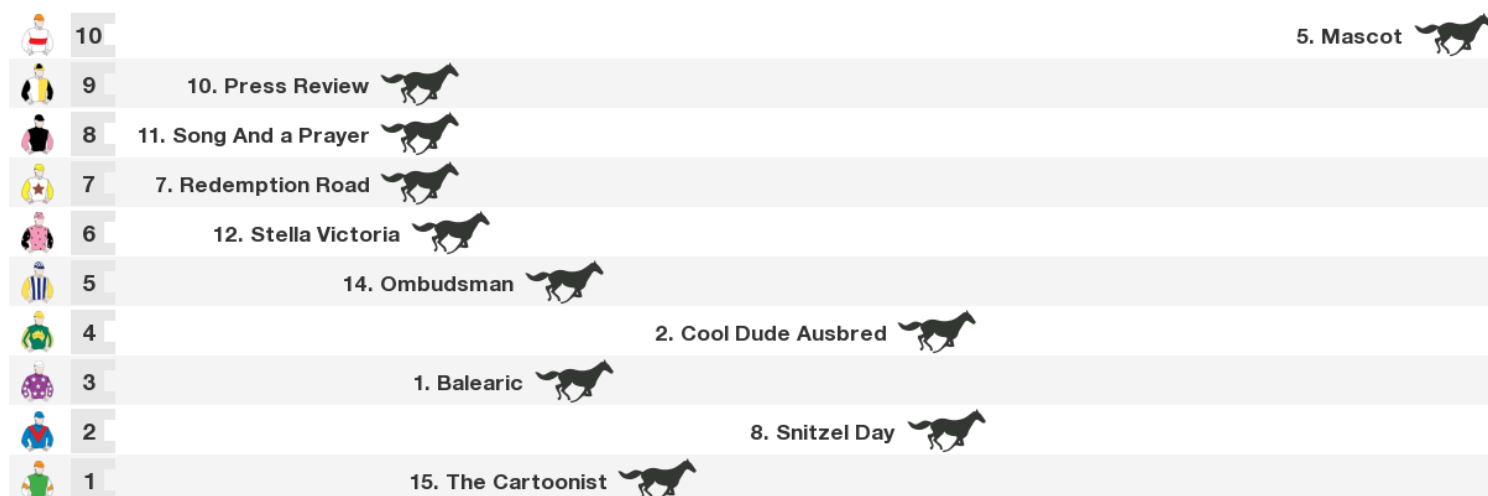 10 5. Mascot
9 10. Press Review
8 11. Song And a Prayer
7 7. Redemption Road
6 12. Stella Victoria
5 14. Ombudsman
4 2. Cool Dude Ausbred
3 1. Balearic
2 8. Snitzel Day
1 15. The Cartoonist